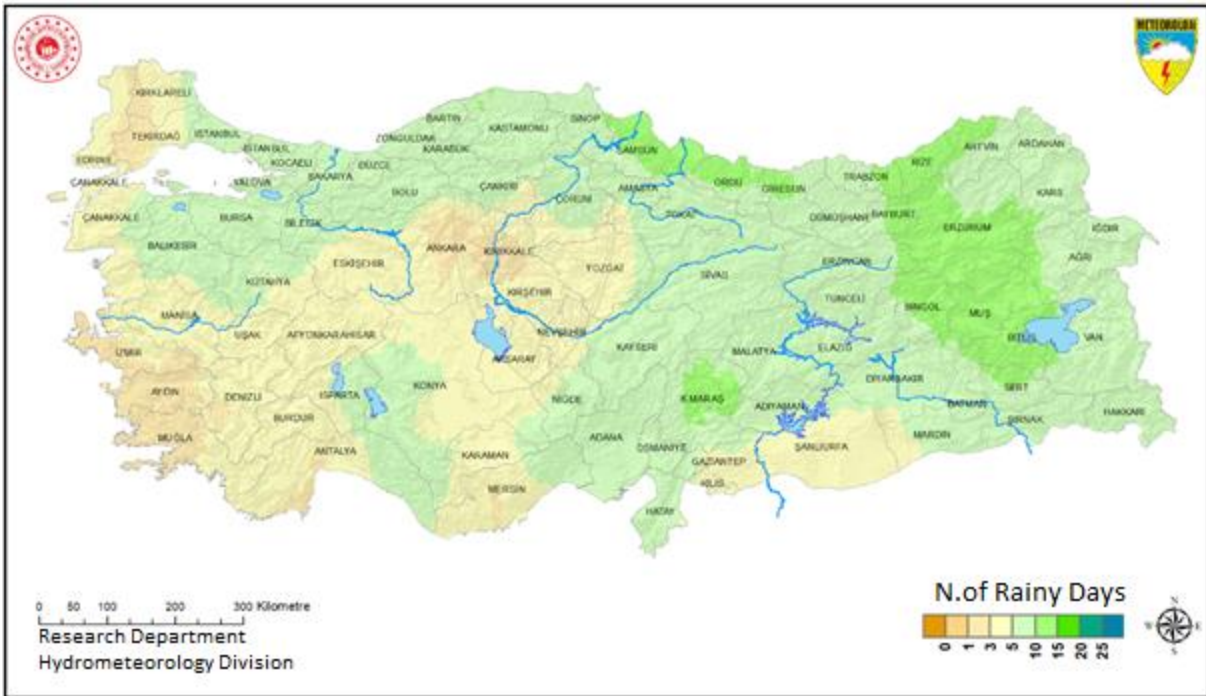 METEOROLOJİ
KIRKLARELİ
TEKİRDAĞ
EDİRNE
İSTANBUL
İSTANBUL
KOCAELİ
YALOVA
SAKARYA
DÜZCE
ZONGULDAK
BARTIN
KARABÜK
KASTAMONU
SİNOP
SAMSUN
ÇANAKKALE
ÇANAKKALE
BALIKESİR
BURSA
BİLECİK
BOLU
ÇANKIRI
ÇORUM
AMASYA
ORDU
GİRESUN
TRABZON
RİZE
ARTVİN
ARDAHAN
KARS
TOKAT
GÜMÜŞHANE
BAYBURT
ERZURUM
IĞDIR
AĞRI
KÜTAHYA
ESKİŞEHİR
ANKARA
KIRIKKALE
YOZGAT
SİVAS
ERZİNCAN
TUNCELİ
BİNGÖL
MUŞ
BİTLİS
VAN
MANİSA
UŞAK
AFYONKARAHİSAR
KIRŞEHİR
NEVŞEHİR
AKSARAY
KAYSERİ
MALATYA
ELAZIĞ
DİYARBAKIR
SİİRT
İZMİR
AYDIN
DENİZLİ
ISPARTA
KONYA
NİĞDE
K.MARAŞ
ADIYAMAN
BATMAN
ŞIRNAK
HAKKARİ
MUĞLA
BURDUR
ANTALYA
KARAMAN
MERSİN
ADANA
OSMANİYE
GAZİANTEP
KİLİS
ŞANLIURFA
MARDİN
HATAY
0 50 100 200 300 Kilometre
Research Department
Hydrometeorology Division
N.of Rainy Days
0 1 3 5 10 15 20 25
N
W E
S